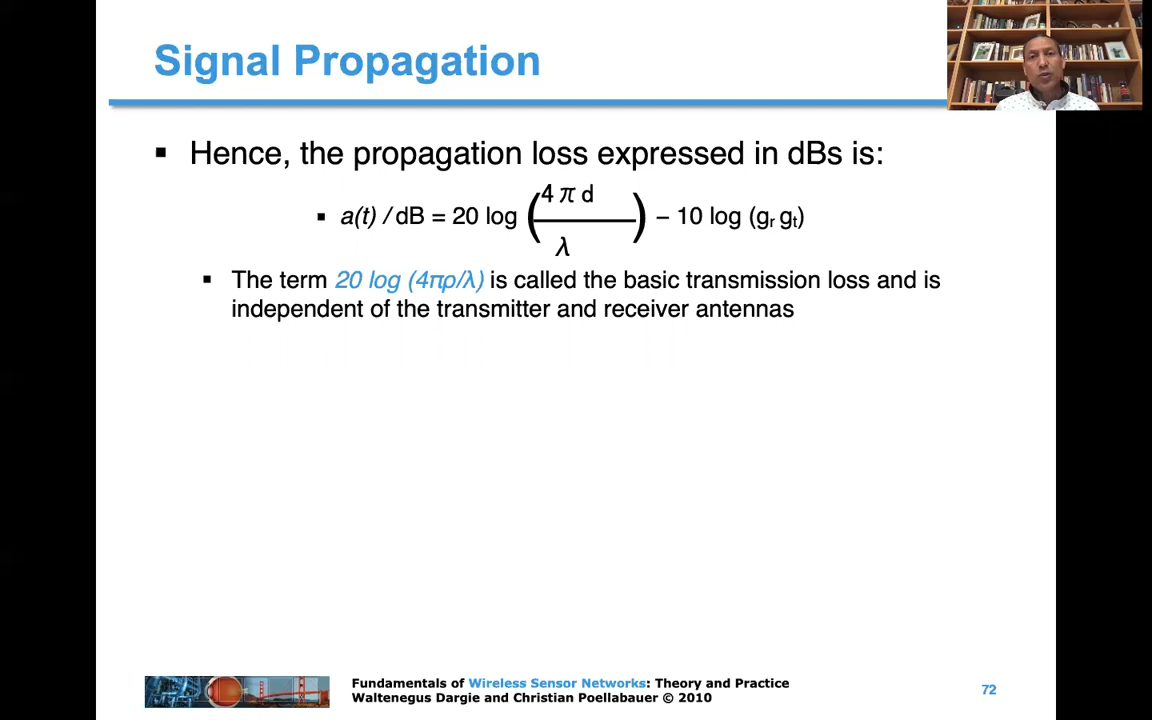 Signal Propagation
▪ Hence, the propagation loss expressed in dBs is:
▪ a(t) / dB = 20 log (4 π d / λ) – 10 log (gᵣ gₜ)
▪ The term 20 log (4πρ/λ) is called the basic transmission loss and is
independent of the transmitter and receiver antennas
Fundamentals of Wireless Sensor Networks: Theory and Practice
Waltenegus Dargie and Christian Poellabauer © 2010
72